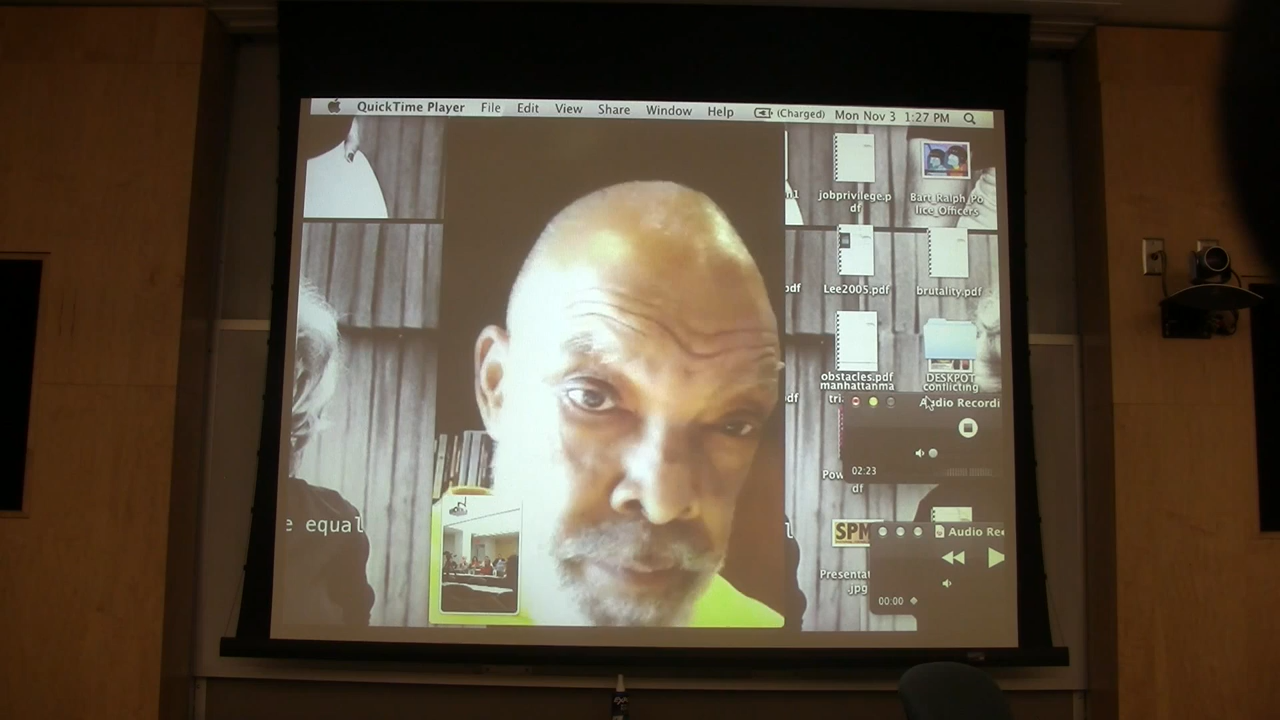 QuickTime Player File Edit View Share Window Help (Charged) Mon Nov 3 1:27 PM
jobprivilege.p
df
Bart Ralph Po
lice Officers
Lee2005.pdf
brutality.pdf
obstacles.pdf
manhattanma
DESKPOT
conflicting
Audio Recordi
02:23
df
e equal
SPM
Audio Re
Presentat
.jpg
00:00